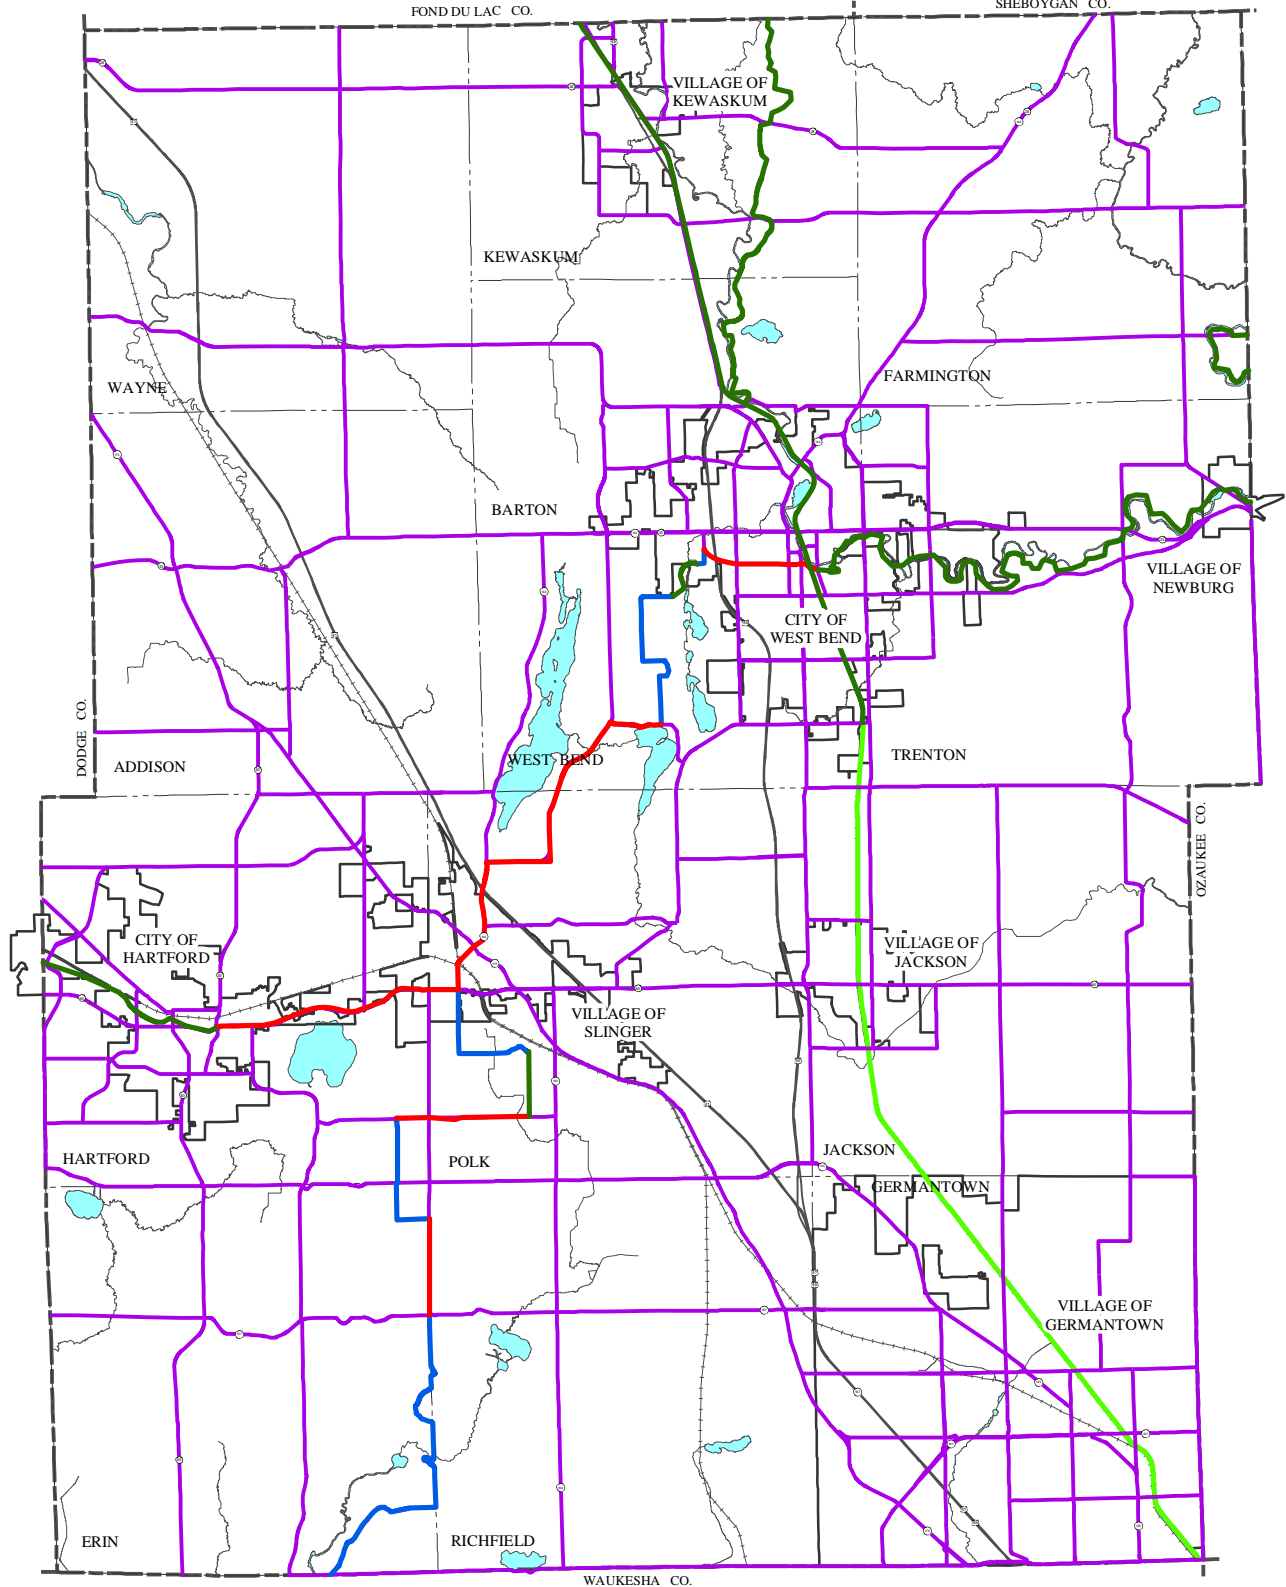 FOND DU LAC CO.
SHEBOYGAN CO.
VILLAGE OF
KEWASKUM
KEWASKUM
WAYNE
FARMINGTON
BARTON
VILLAGE OF
NEWBURG
CITY OF
WEST BEND
DODGE CO.
ADDISON
WEST BEND
TRENTON
OZAUKEE CO.
CITY OF
HARTFORD
VILLAGE OF
JACKSON
VILLAGE OF
SLINGER
HARTFORD
POLK
JACKSON
GERMANTOWN
VILLAGE OF
GERMANTOWN
ERIN
RICHFIELD
WAUKESHA CO.